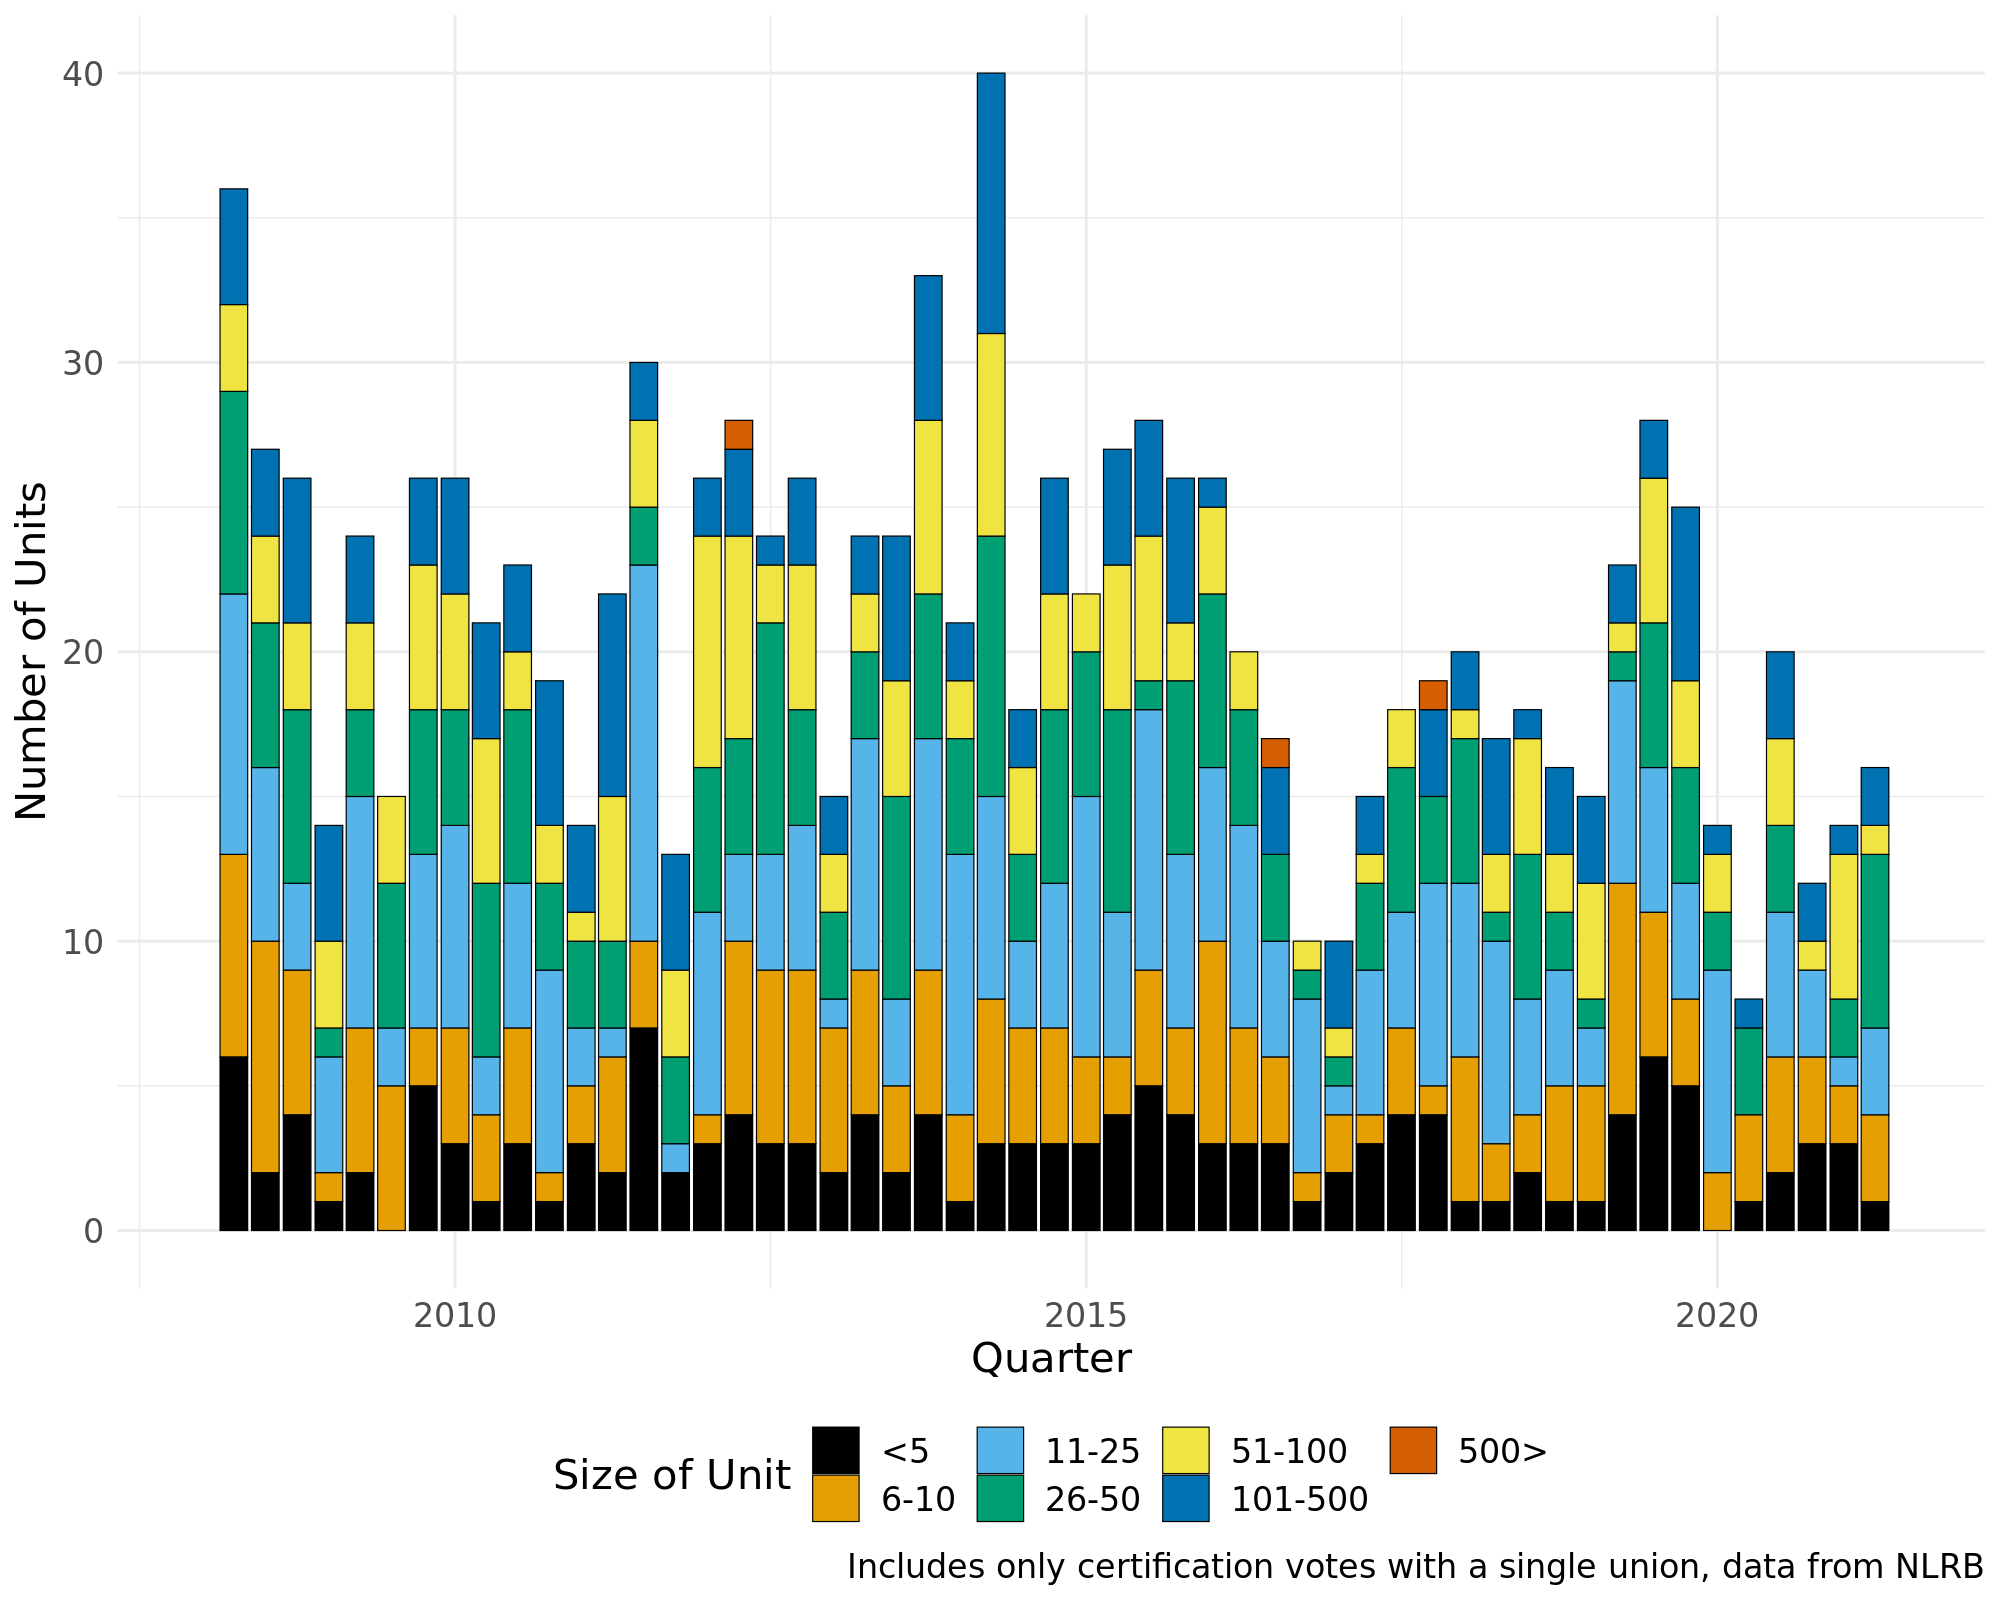 40
30
20
10
0
Number of Units
2010 2015 2020
Quarter
Size of Unit
<5 11-25 51-100 500>
6-10 26-50 101-500
Includes only certification votes with a single union, data from NLRB